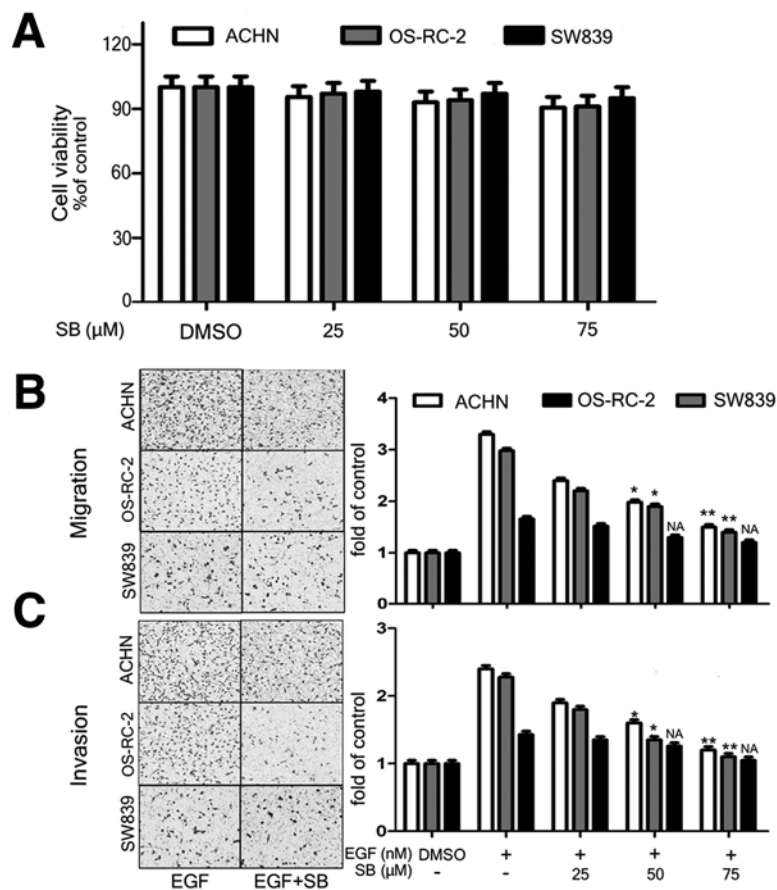 A
ACHN OS-RC-2 SW839
120
90
60
30
0
Cell viability
%of control
SB (µM) DMSO 25 50 75
B
Migration
ACHN
OS-RC-2
SW839
ACHN OS-RC-2 SW839
fold of control
4
3
2
1
0
* * NA ** ** NA
C
Invasion
ACHN
OS-RC-2
SW839
EGF EGF+SB
fold of control
3
2
1
0
* * NA ** ** NA
EGF (nM) DMSO + + + +
SB (µM) - - 25 50 75